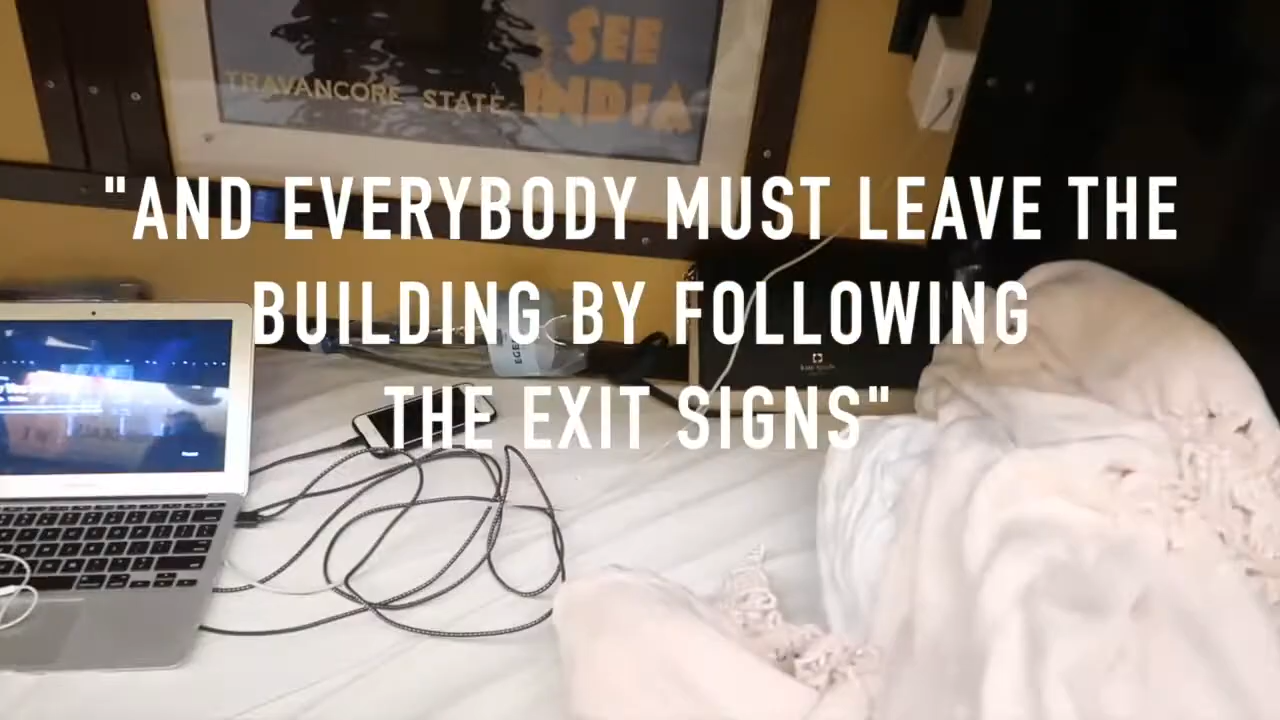 SEE
TRAVANCORE STATE INDIA
"AND EVERYBODY MUST LEAVE THE
BUILDING BY FOLLOWING
THE EXIT SIGNS"